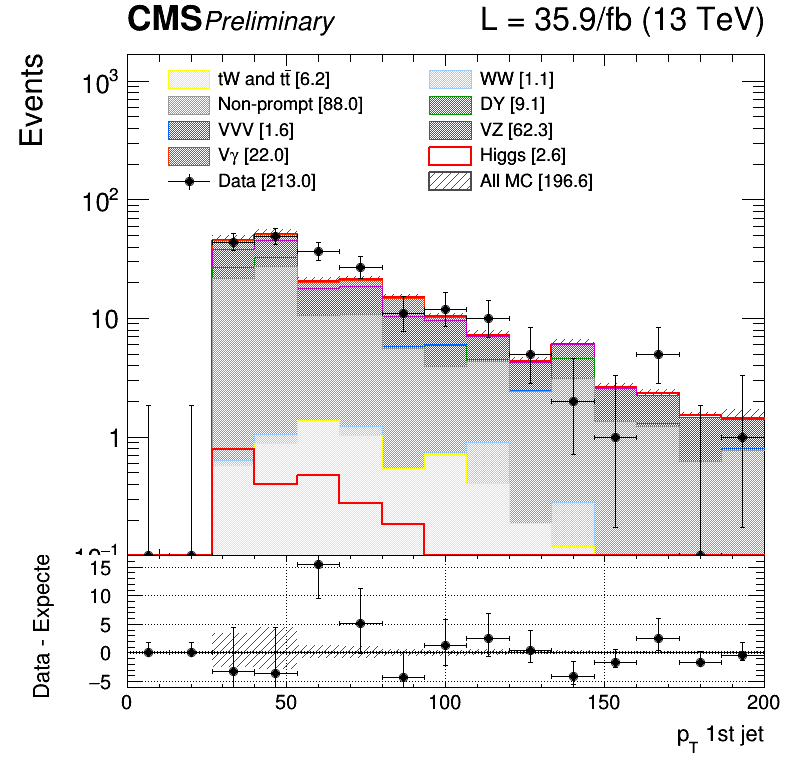 CMS Preliminary L = 35.9/fb (13 TeV)
Events
tW and tt̄ [6.2] WW [1.1]
Non-prompt [88.0] DY [9.1]
VVV [1.6] VZ [62.3]
Vγ [22.0] Higgs [2.6]
Data [213.0] All MC [196.6]
10³
10²
10
1
Data - Expecte
15
10
5
0
−5
0 50 100 150 200
p_T 1st jet